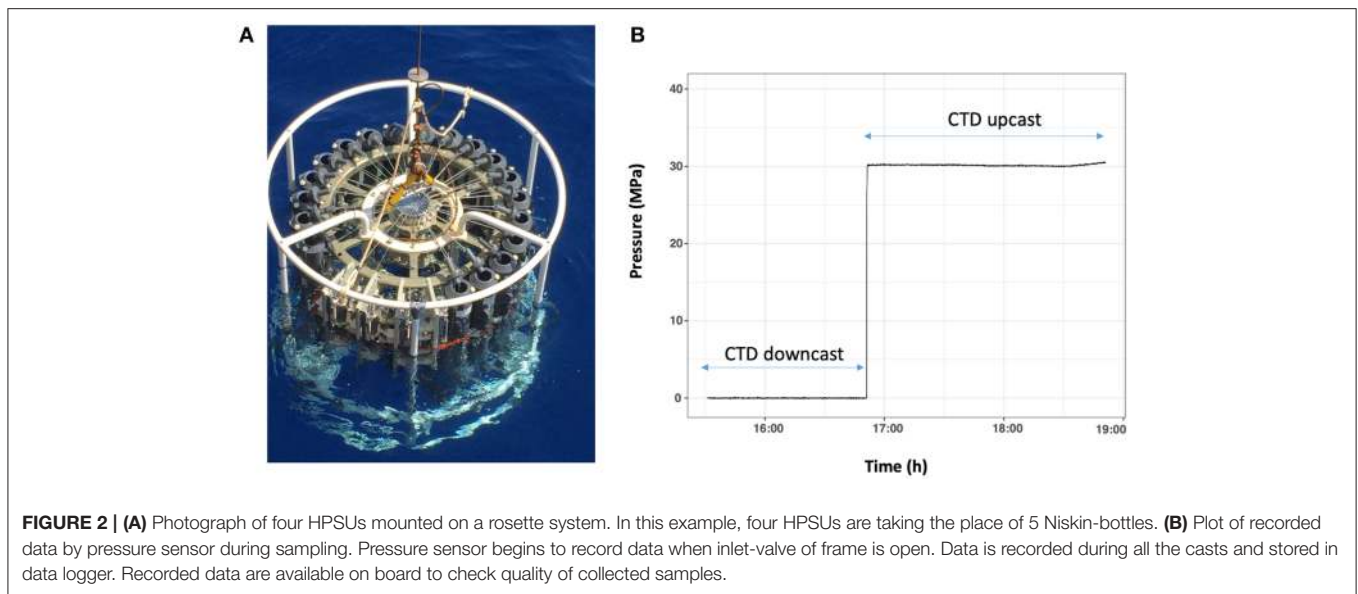 A
B
40
30
20
10
0
Pressure (MPa)
CTD upcast
CTD downcast
16:00
17:00
18:00
19:00
Time (h)
FIGURE 2 | (A) Photograph of four HPSUs mounted on a rosette system. In this example, four HPSUs are taking the place of 5 Niskin-bottles. (B) Plot of recorded
data by pressure sensor during sampling. Pressure sensor begins to record data when inlet-valve of frame is open. Data is recorded during all the casts and stored in
data logger. Recorded data are available on board to check quality of collected samples.